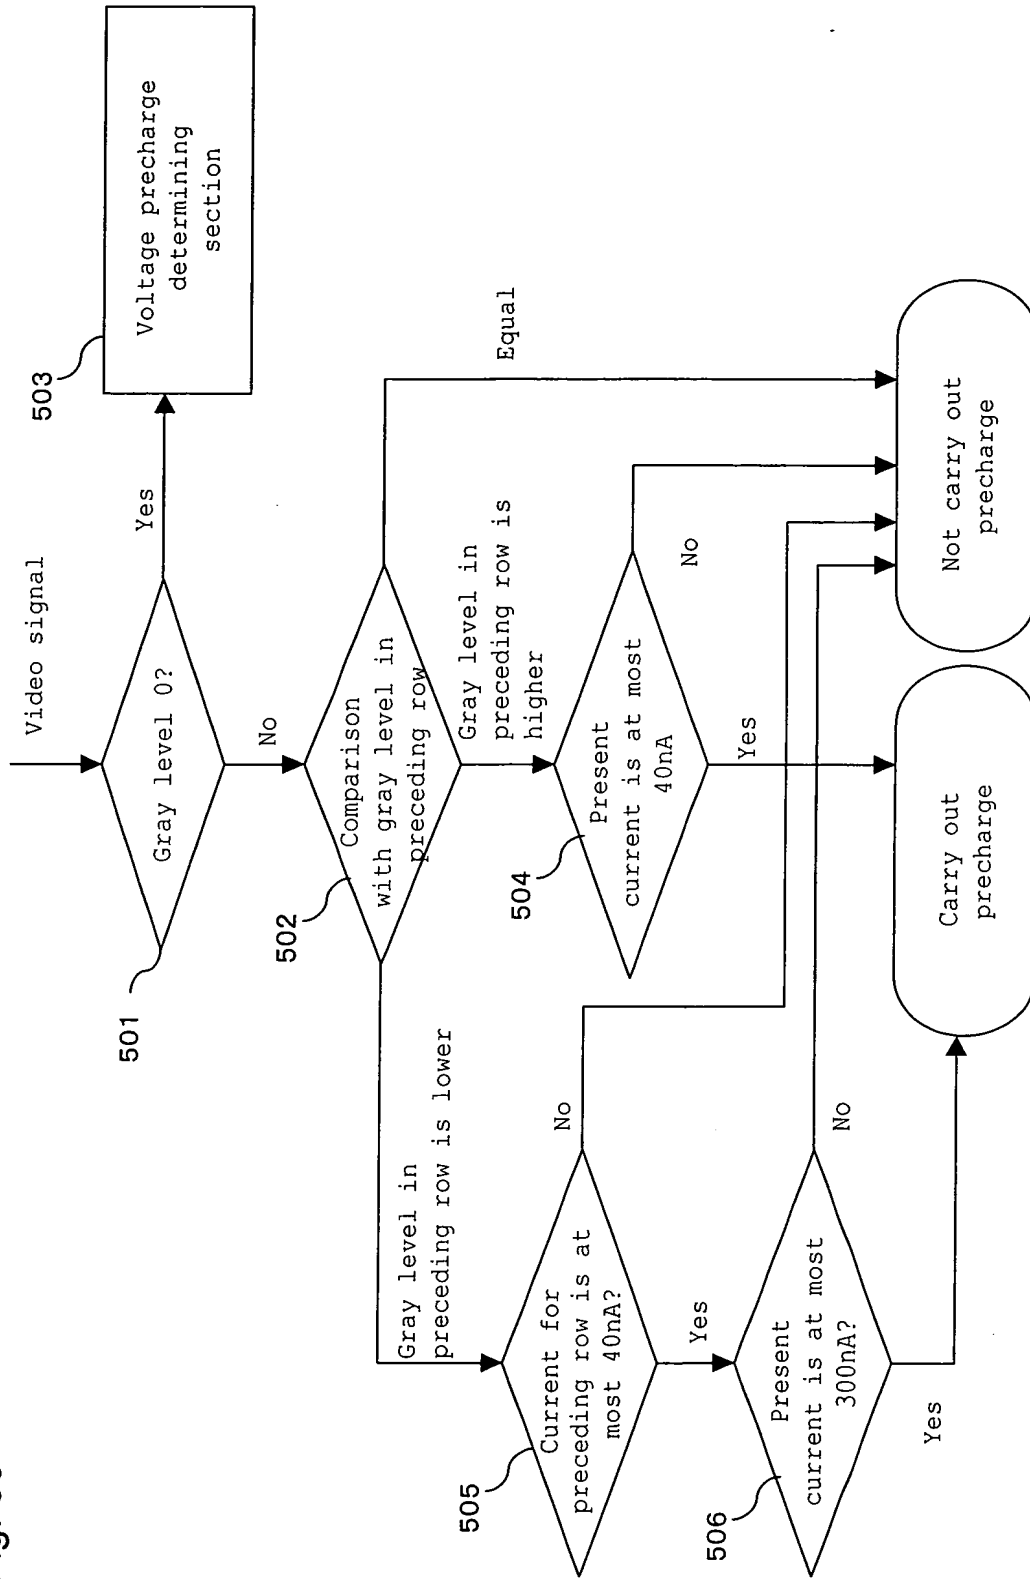 Video signal
501
Gray level 0?
Yes
503
Voltage precharge
determining
section
No
502
Comparison
with gray level in
preceding row
Equal
Gray level in
preceding row is
higher
Gray level in
preceding row is lower
504
Present
current is at most
40nA
No
Yes
505
Current for
preceding row is at
most 40nA?
No
Yes
506
Present
current is at most
300nA?
No
Yes
Carry out
precharge
Not carry out
precharge